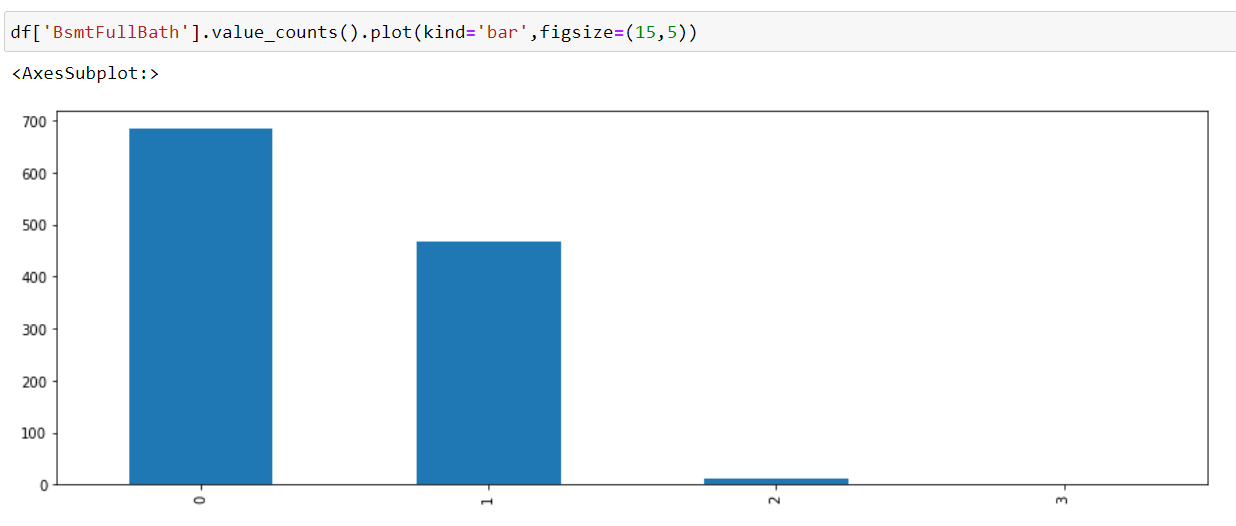 df['BsmtFullBath'].value_counts().plot(kind='bar',figsize=(15,5))
<AxesSubplot:>
700
600
500
400
300
200
100
0
0 1 2 3